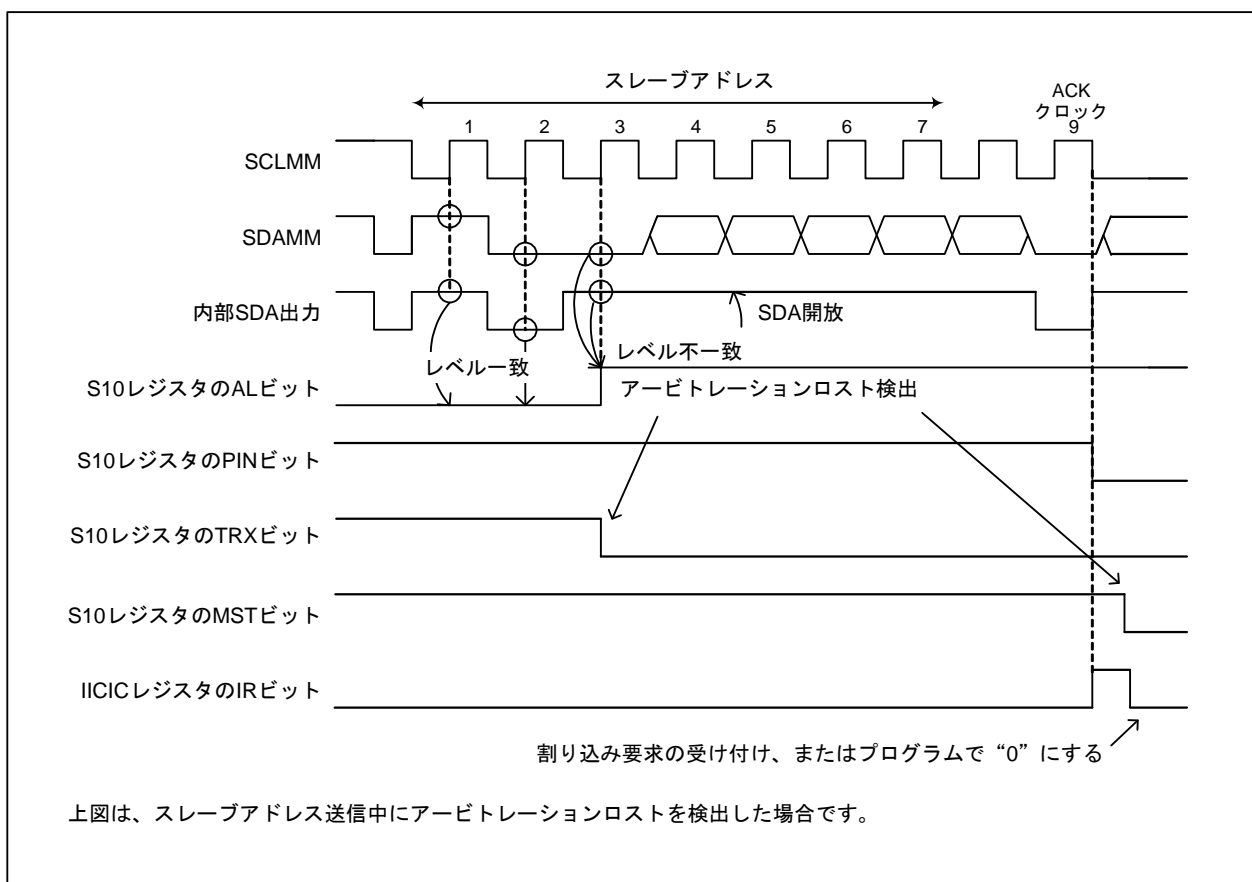 スレーブアドレス
ACK
クロック
1 2 3 4 5 6 7 9
SCLMM
SDAMM
内部SDA出力
SDA開放
レベル一致
レベル不一致
S10レジスタのALビット
アービトレーションロスト検出
S10レジスタのPINビット
S10レジスタのTRXビット
S10レジスタのMSTビット
IICICレジスタのIRビット
割り込み要求の受け付け、またはプログラムで“0”にする
上図は、スレーブアドレス送信中にアービトレーションロストを検出した場合です。